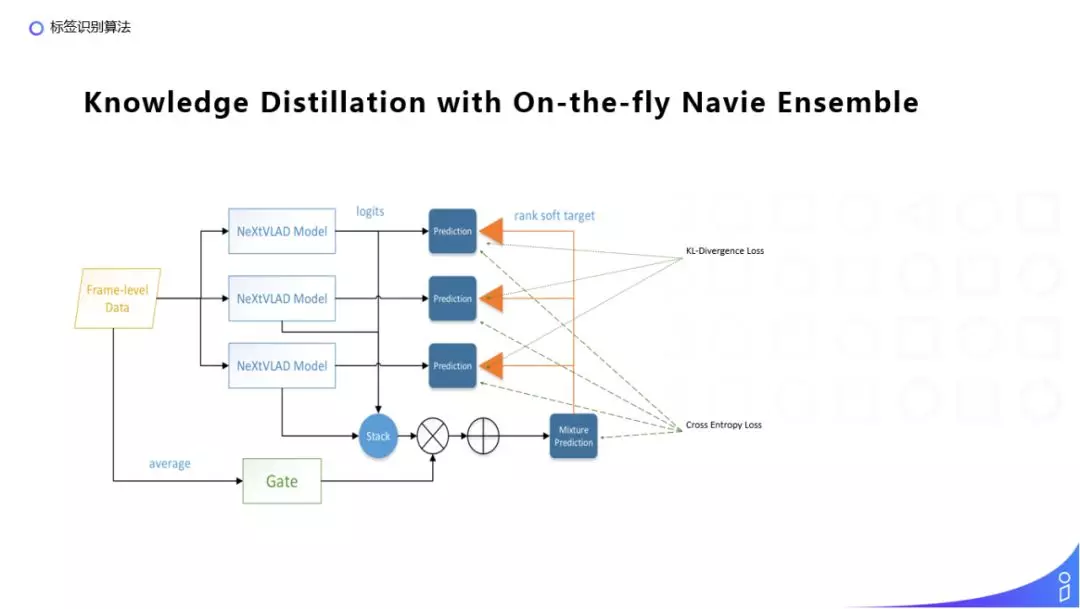 标签识别算法
Knowledge Distillation with On-the-fly Navie Ensemble
logits
rank soft target
NeXtVLAD Model
Prediction
KL-Divergence Loss
Frame-level
Data
NeXtVLAD Model
Prediction
NeXtVLAD Model
Prediction
Stack
Mixture
Prediction
Cross Entropy Loss
average
Gate